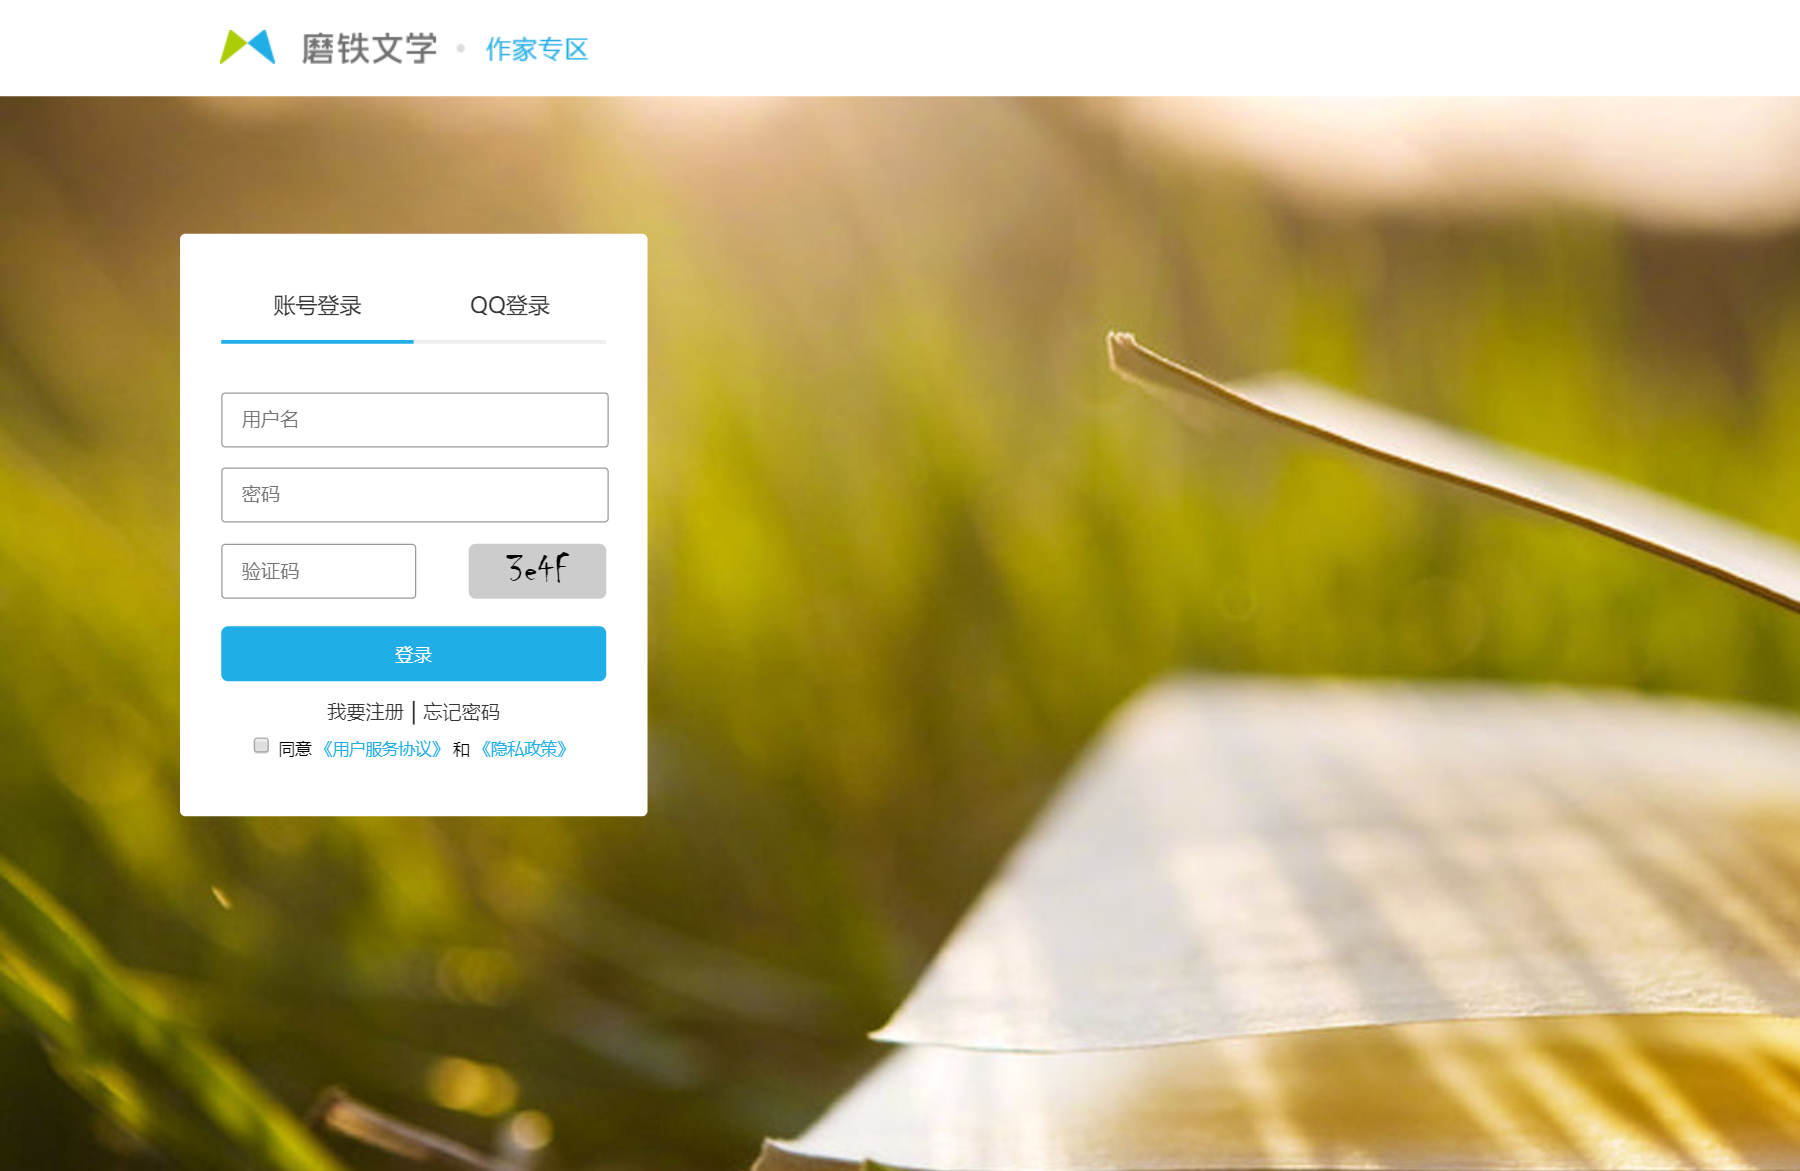 磨铁文学 • 作家专区
账号登录 QQ登录
用户名
密码
验证码 3e4F
登录
我要注册 | 忘记密码
同意《用户服务协议》和《隐私政策》